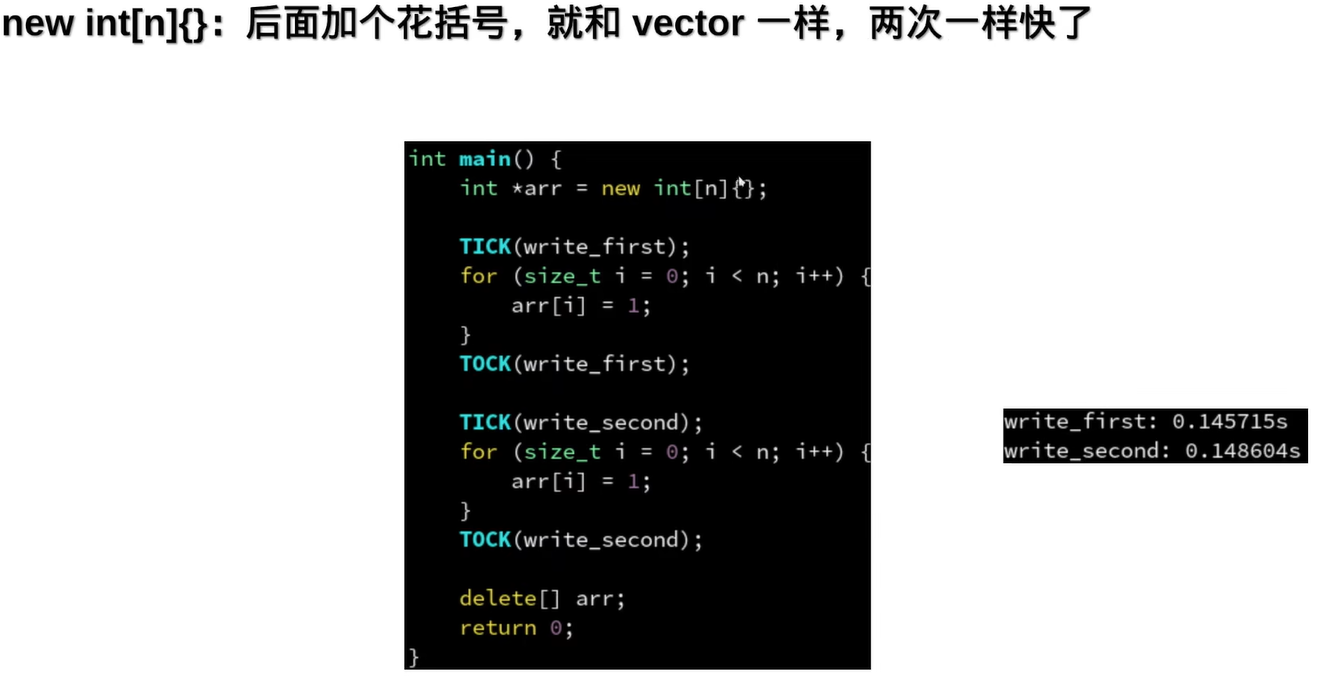 new int[n]{}：后面加个花括号，就和 vector 一样，两次一样快了
int main() {
    int *arr = new int[n]{};
    TICK(write_first);
    for (size_t i = 0; i < n; i++) {
        arr[i] = 1;
    }
    TOCK(write_first);
    TICK(write_second);
    for (size_t i = 0; i < n; i++) {
        arr[i] = 1;
    }
    TOCK(write_second);
    delete[] arr;
    return 0;
}
write_first: 0.145715s
write_second: 0.148604s